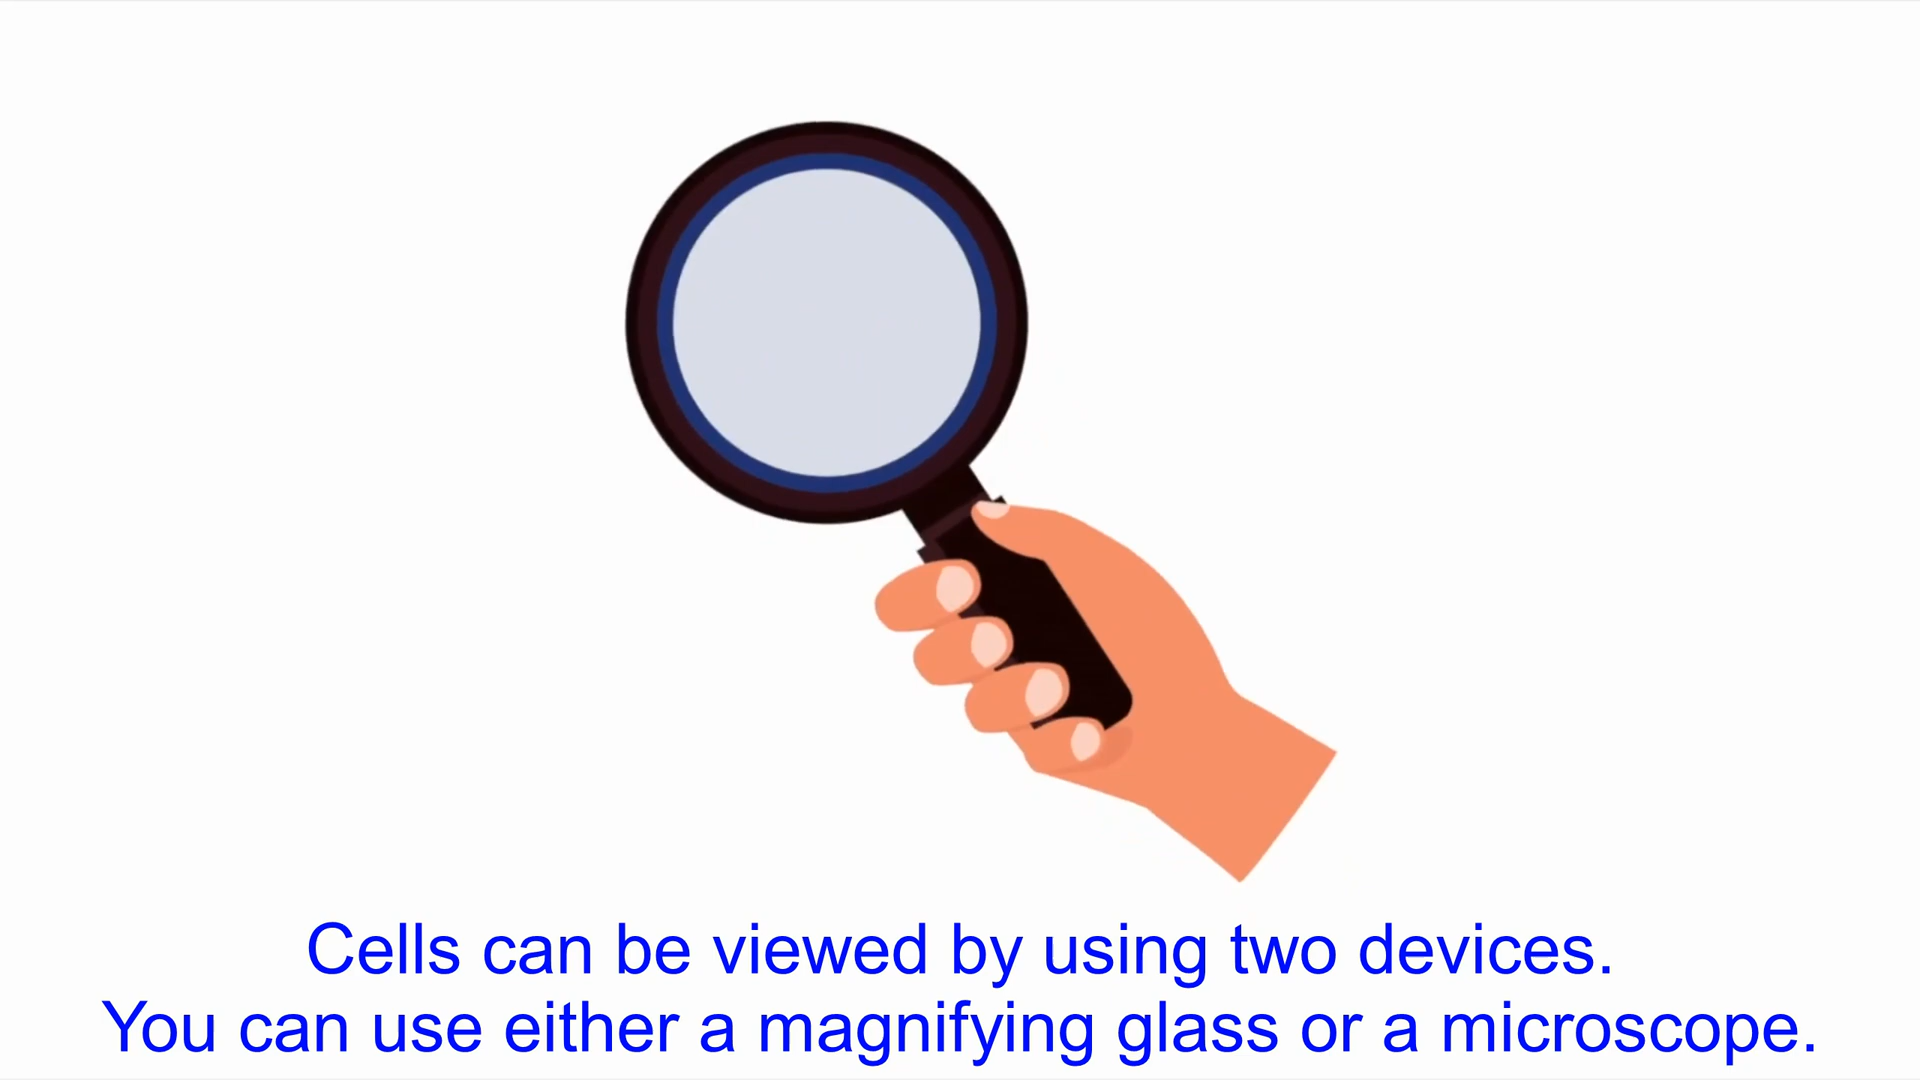 Cells can be viewed by using two devices.
You can use either a magnifying glass or a microscope.